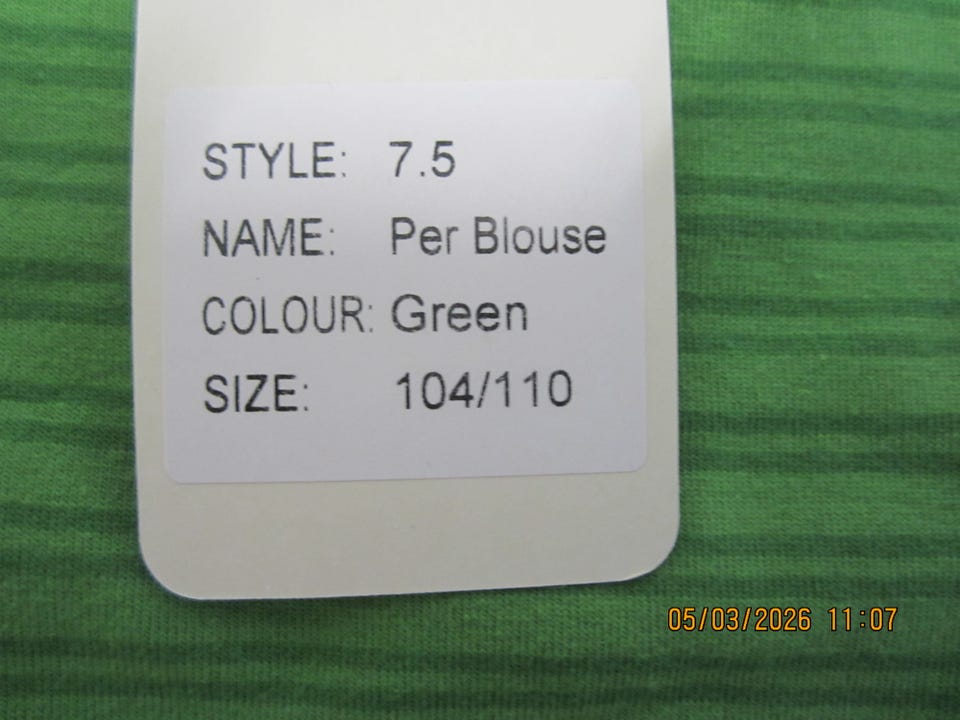 STYLE: 7.5
NAME: Per Blouse
COLOUR: Green
SIZE: 104/110
05/03/2026 11:07